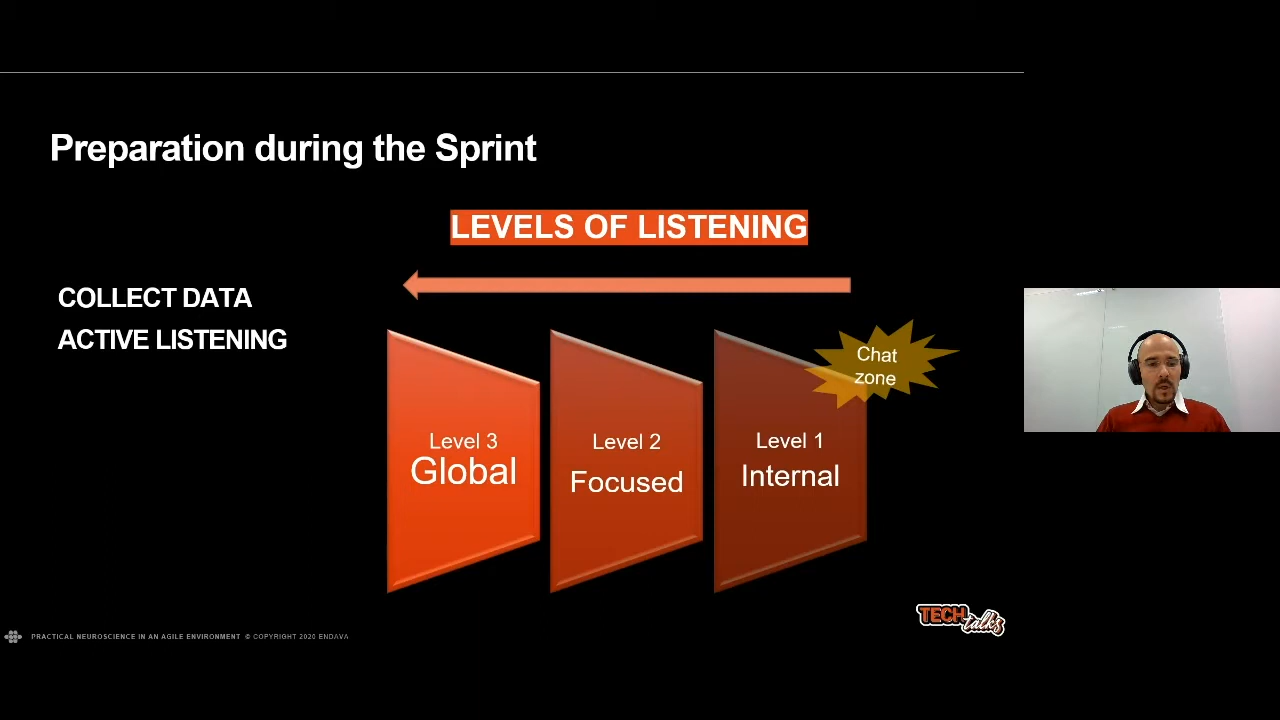 Preparation during the Sprint
LEVELS OF LISTENING
COLLECT DATA
ACTIVE LISTENING
Chat
zone
Level 3
Global
Level 2
Focused
Level 1
Internal
TECH
talks
PRACTICAL NEUROSCIENCE IN AN AGILE ENVIRONMENT © COPYRIGHT 2020 ENDAVA